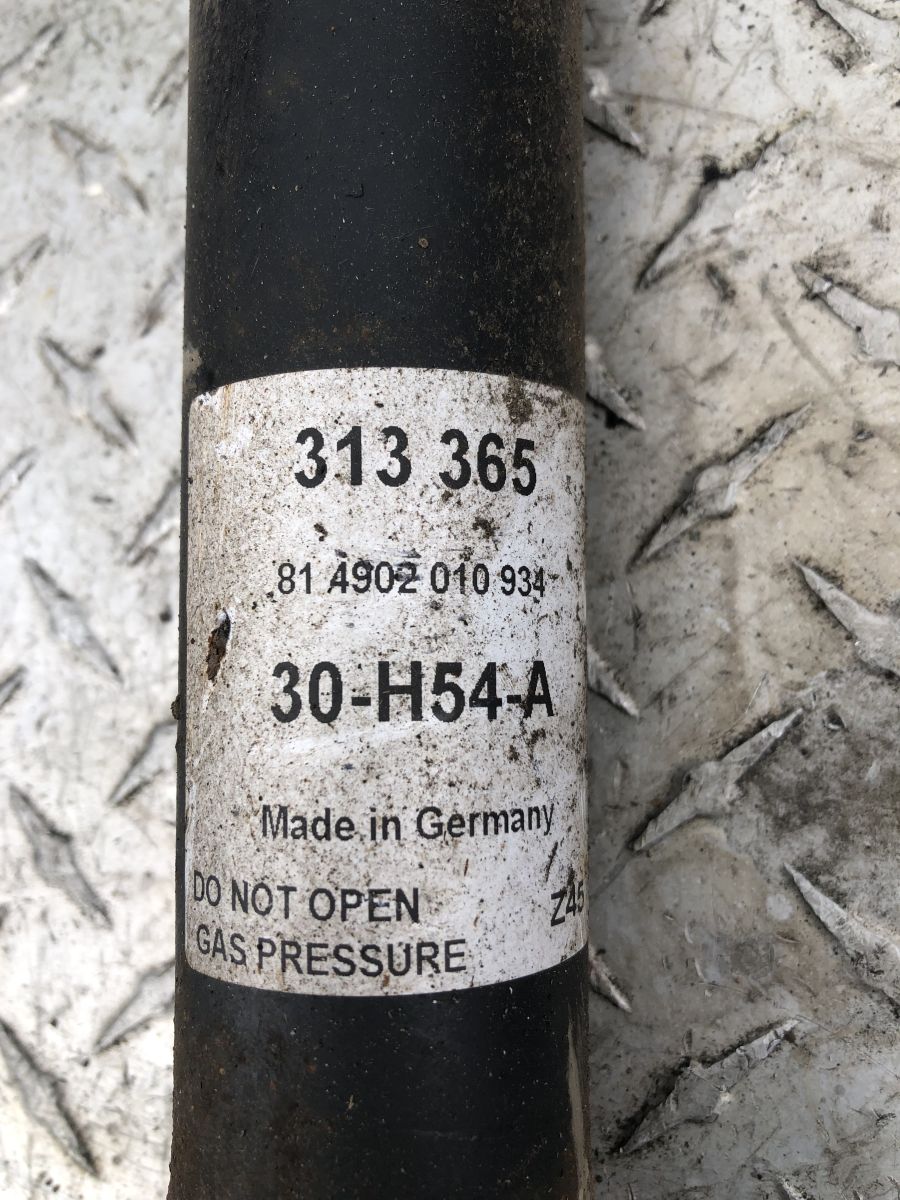 313 365
81 4902 010 934
30-H54-A
Made in Germany
DO NOT OPEN
GAS PRESSURE
Z45